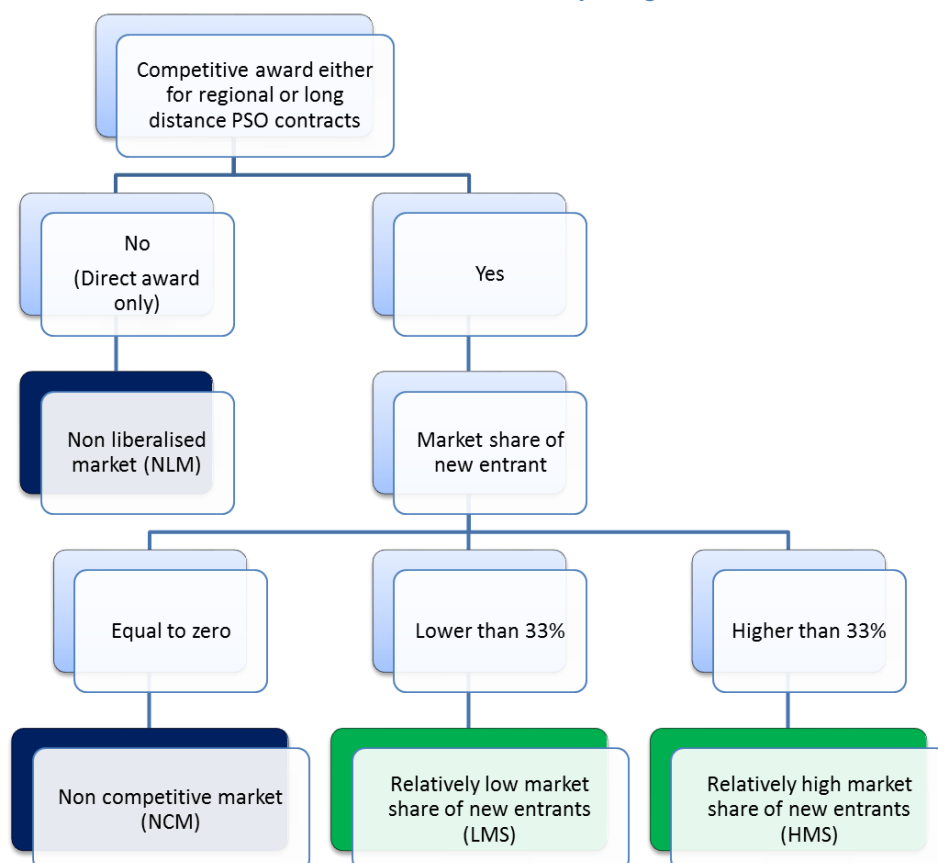 Competitive award either
for regional or long
distance PSO contracts
No
(Direct award
only)
Yes
Non liberalised
market (NLM)
Market share of
new entrant
Equal to zero
Lower than 33%
Higher than 33%
Non competitive market
(NCM)
Relatively low market
share of new entrants
(LMS)
Relatively high market
share of new entrants
(HMS)